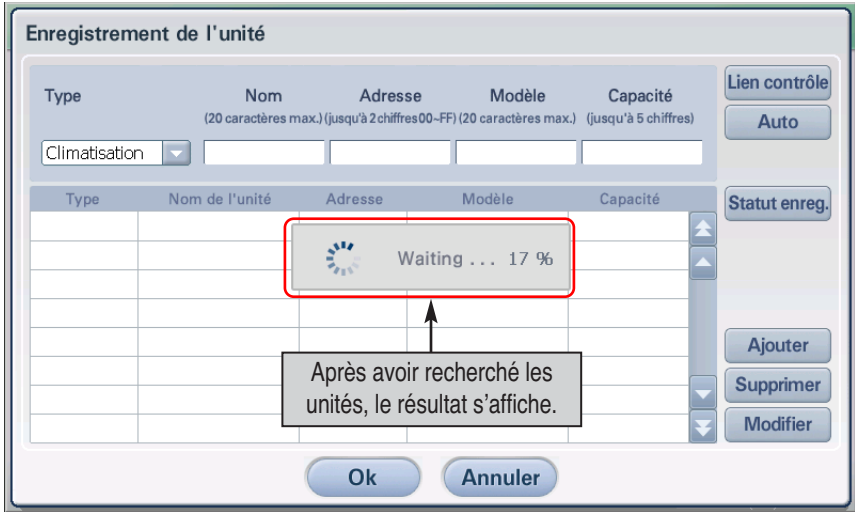 Enregistrement de l'unité
Type Nom Adresse Modèle Capacité
(20 caractères max.) (jusqu'à 2 chiffres 00~FF) (20 caractères max.) (jusqu'à 5 chiffres)
Climatisation
Lien contrôle
Auto
Type Nom de l'unité Adresse Modèle Capacité
Statut enreg.
Waiting ... 17 %
Après avoir recherché les
unités, le résultat s'affiche.
Ajouter
Supprimer
Modifier
Ok Annuler